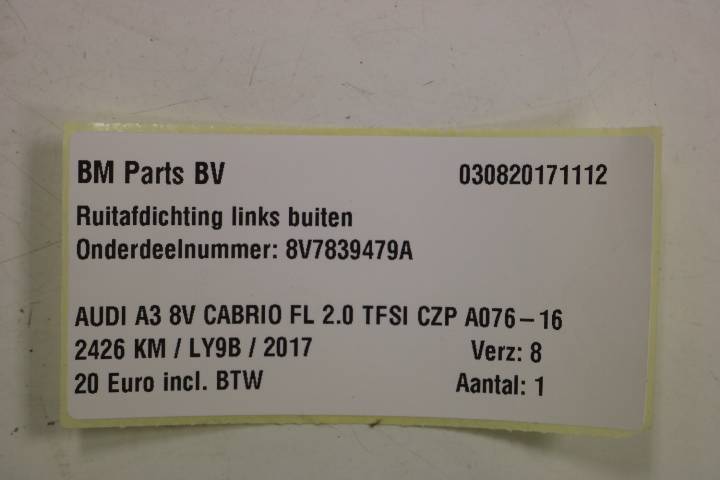 BM Parts BV 030820171112
Ruitafdichting links buiten
Onderdeelnummer: 8V7839479A
AUDI A3 8V CABRIO FL 2.0 TFSI CZP A076-16
2426 KM / LY9B / 2017 Verz: 8
20 Euro incl. BTW Aantal: 1